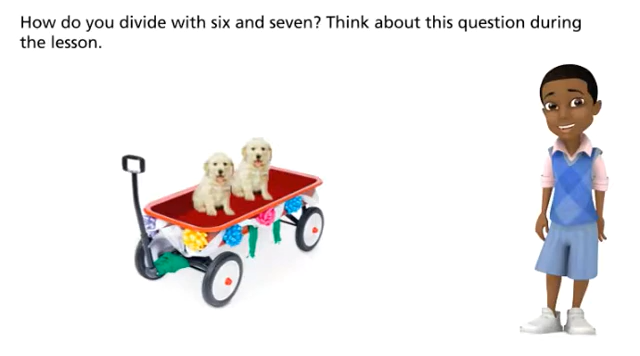 How do you divide with six and seven? Think about this question during
the lesson.